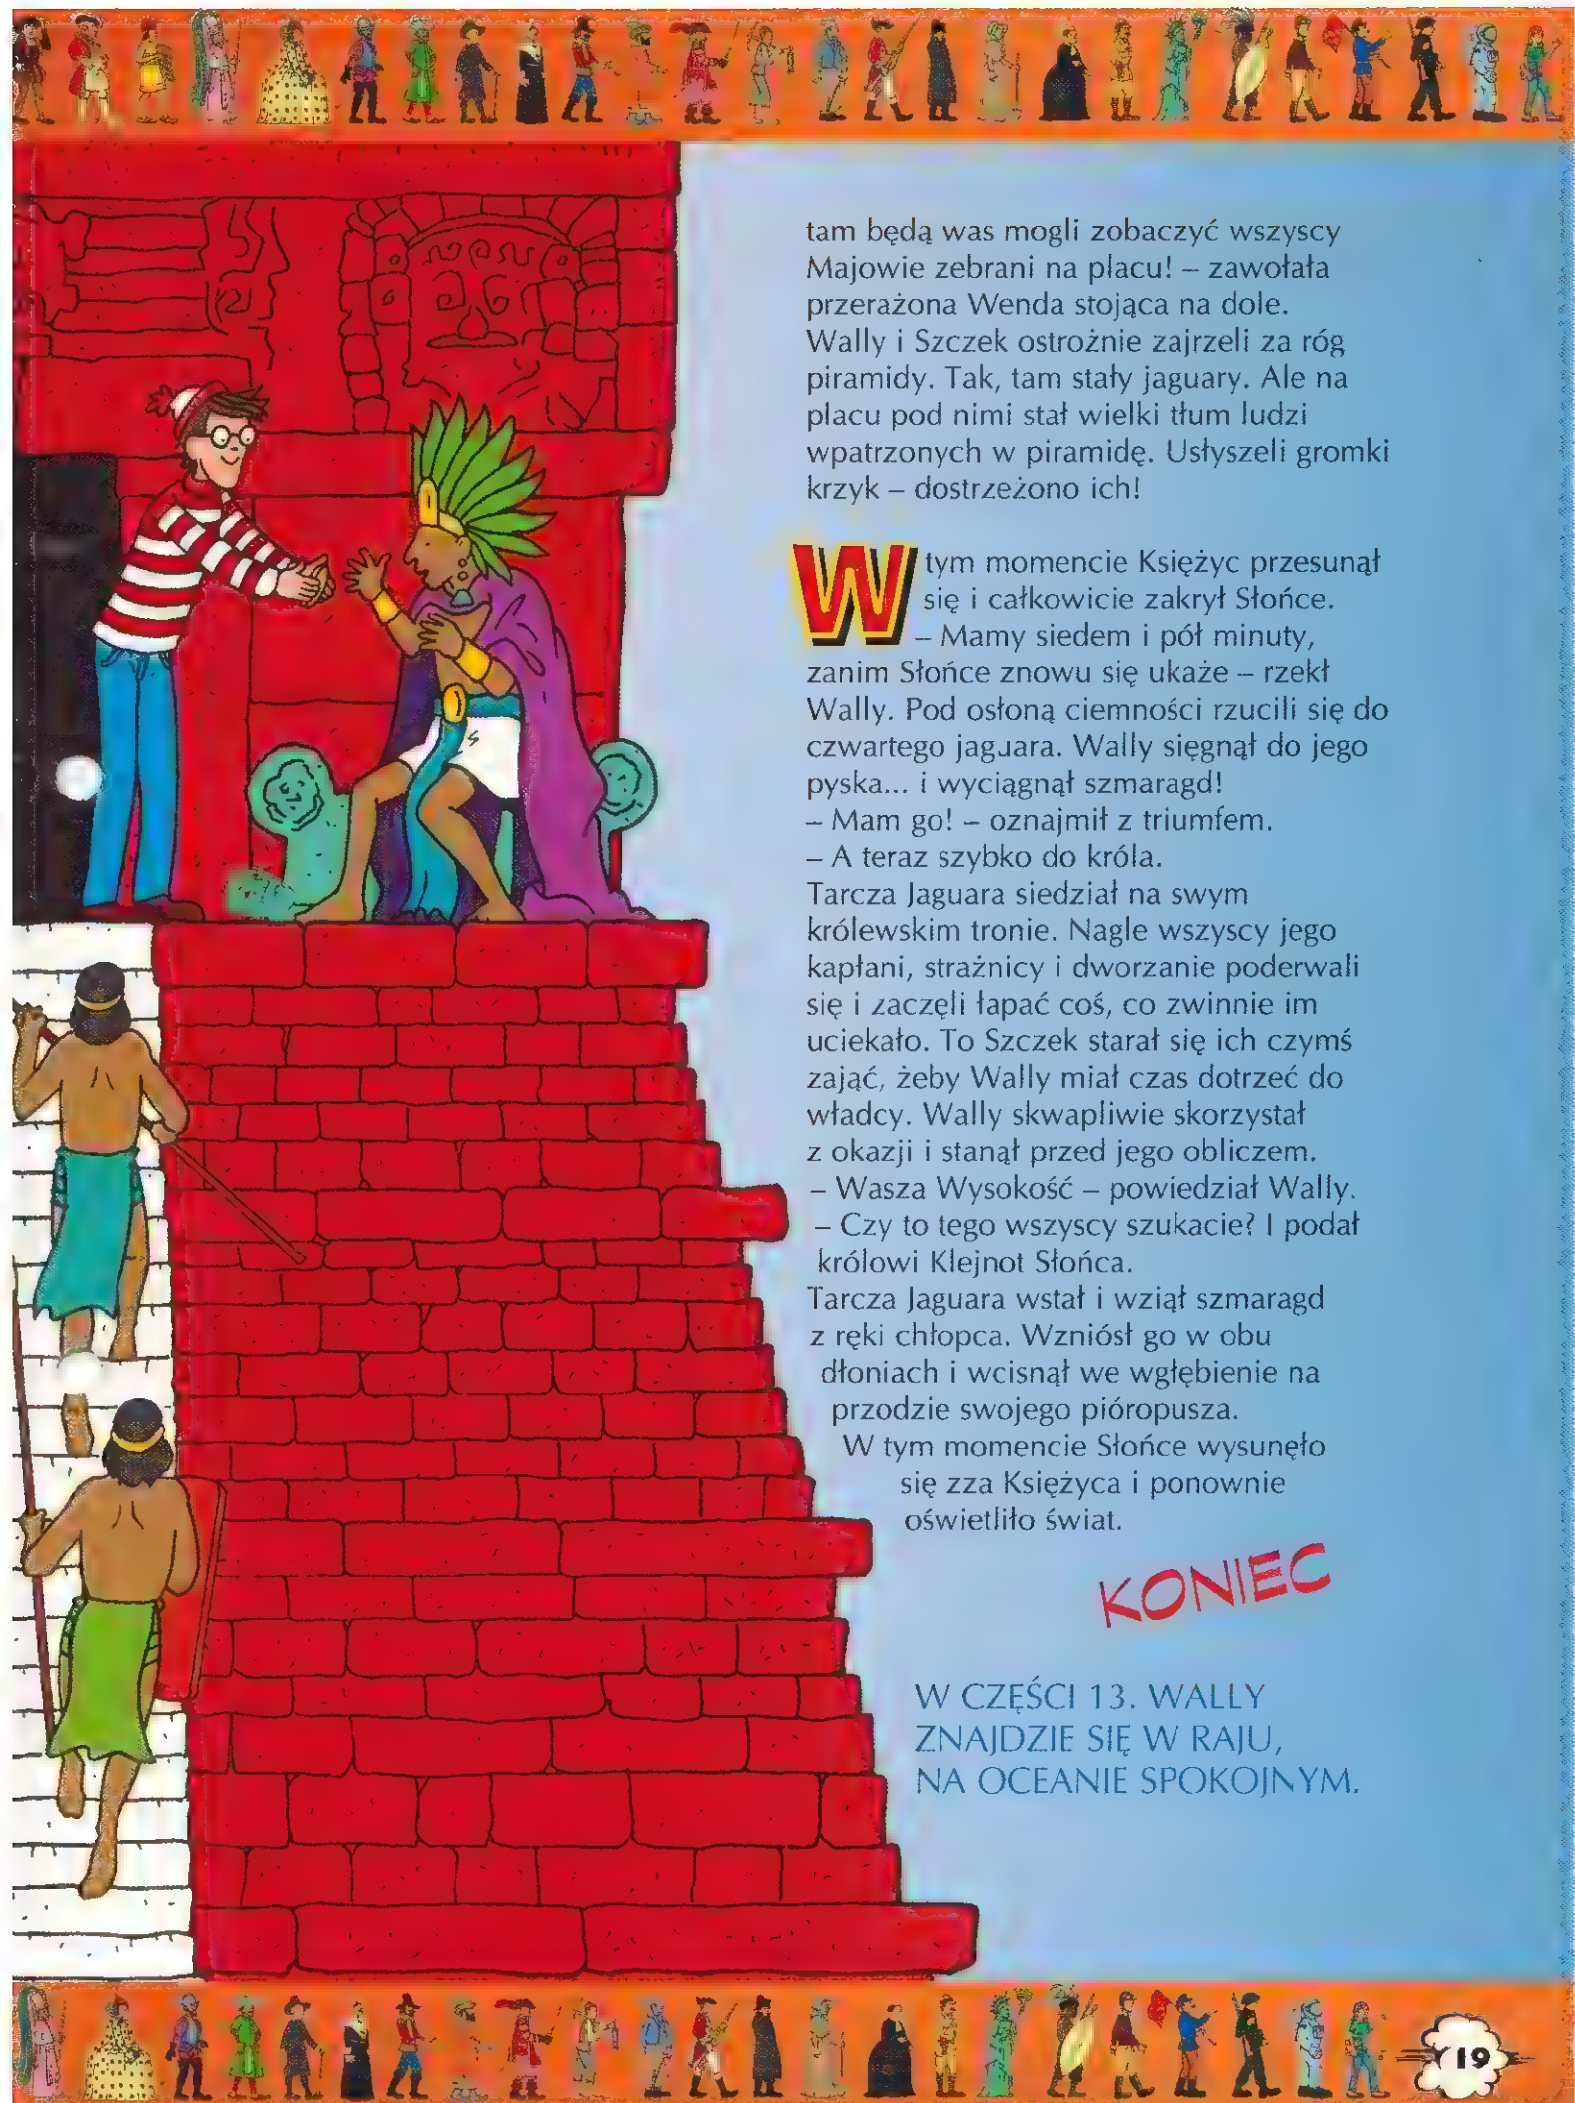 tam będą was mogli zobaczyć wszyscy
Majowie zebrani na placu! – zawołała
przerażona Wenda stojąca na dole.
Wally i Szczek ostrożnie zajrzeli za róg
piramidy. Tak, tam stały jaguary. Ale na
placu pod nimi stał wielki tłum ludzi
wpatrzonych w piramidę. Usłyszeli gromki
krzyk – dostrzeżono ich!
W tym momencie Księżyc przesunął
się i całkowicie zakrył Słońce.
– Mamy siedem i pół minuty,
zanim Słońce znowu się ukaże – rzekł
Wally. Pod osłoną ciemności rzucili się do
czwartego jaguara. Wally sięgnął do jego
pyska... i wyciągnął szmaragd!
– Mam go! – oznajmił z triumfem.
– A teraz szybko do króla.
Tarcza Jaguara siedział na swym
królewskim tronie. Nagle wszyscy jego
kapłani, strażnicy i dworzanie poderwali
się i zaczęli łapać coś, co zwinnie im
uciekało. To Szczek starał się ich czymś
zająć, żeby Wally miał czas dotrzeć do
władcy. Wally skwapliwie skorzystał
z okazji i stanął przed jego obliczem.
– Wasza Wysokość – powiedział Wally.
– Czy to tego wszyscy szukacie? I podał
królowi Klejnot Słońca.
Tarcza Jaguara wstał i wziął szmaragd
z ręki chłopca. Wzniósł go w obu
dłoniach i wcisnął we wgłębienie na
przodzie swojego pióropusza.
W tym momencie Słońce wysunęło
się zza Księżyca i ponownie
oświetliło świat.
KONIEC
W CZĘŚCI 13. WALLY
ZNAJDZIE SIĘ W RAJU,
NA OCEANIE SPOKOJNYM.
19